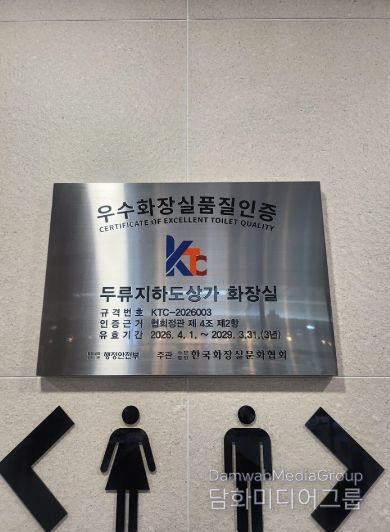 우수화장실품질인증
CERTIFICATE OF EXCELLENT TOILET QUALITY
KTC
두류지하도상가 화장실
규격번호 KTC-2026003
인증근거 협회정관 제 4조 제2항
유효기간 2026. 4. 1. ~ 2029. 3.31.(3년)
행정안전부 주관 한국화장실문화협회
DamwanMediaGroup
담화미디어그룹